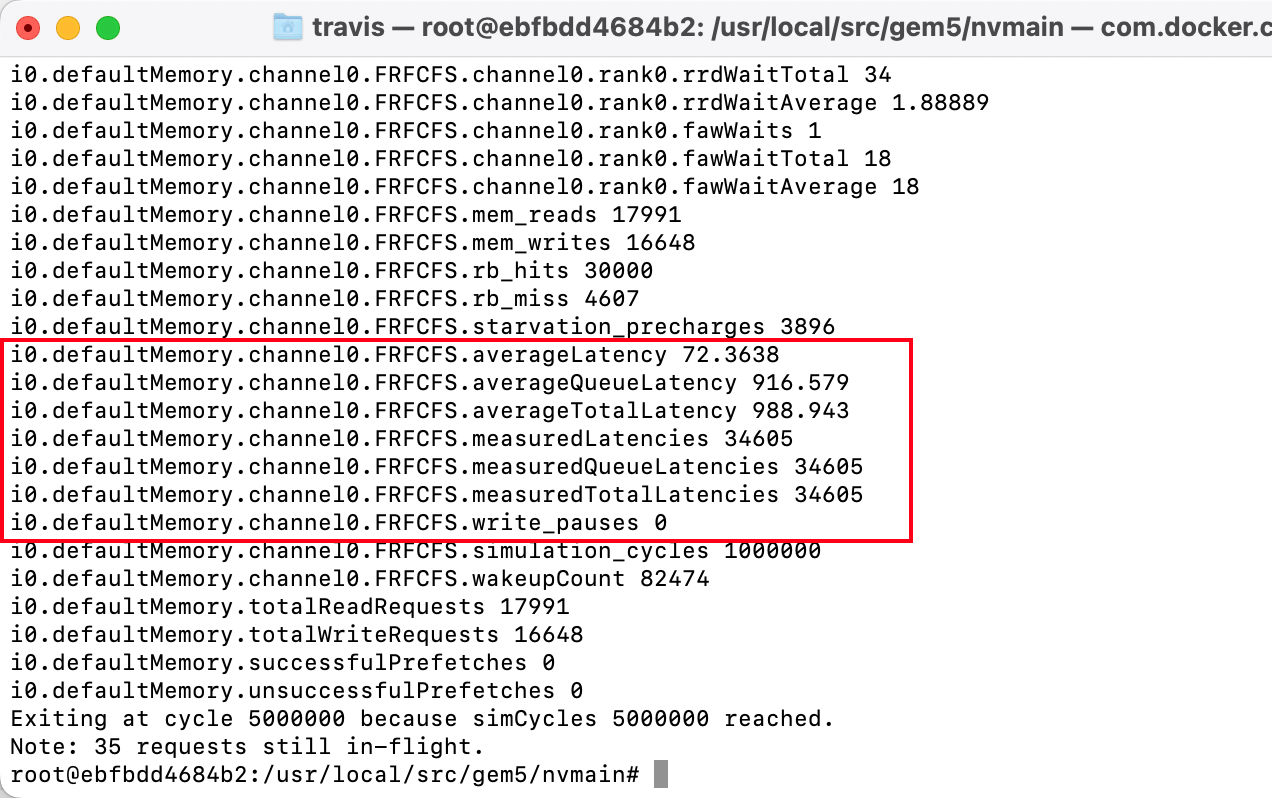 travis — root@ebfbdd4684b2: /usr/local/src/gem5/nvmain — com.docker.c
i0.defaultMemory.channel0.FRFCFS.channel0.rank0.rrdWaitTotal 34
i0.defaultMemory.channel0.FRFCFS.channel0.rank0.rrdWaitAverage 1.88889
i0.defaultMemory.channel0.FRFCFS.channel0.rank0.fawWaits 1
i0.defaultMemory.channel0.FRFCFS.channel0.rank0.fawWaitTotal 18
i0.defaultMemory.channel0.FRFCFS.channel0.rank0.fawWaitAverage 18
i0.defaultMemory.channel0.FRFCFS.mem_reads 17991
i0.defaultMemory.channel0.FRFCFS.mem_writes 16648
i0.defaultMemory.channel0.FRFCFS.rb_hits 30000
i0.defaultMemory.channel0.FRFCFS.rb_miss 4607
i0.defaultMemory.channel0.FRFCFS.starvation_precharges 3896
i0.defaultMemory.channel0.FRFCFS.averageLatency 72.3638
i0.defaultMemory.channel0.FRFCFS.averageQueueLatency 916.579
i0.defaultMemory.channel0.FRFCFS.averageTotalLatency 988.943
i0.defaultMemory.channel0.FRFCFS.measuredLatencies 34605
i0.defaultMemory.channel0.FRFCFS.measuredQueueLatencies 34605
i0.defaultMemory.channel0.FRFCFS.measuredTotalLatencies 34605
i0.defaultMemory.channel0.FRFCFS.write_pauses 0
i0.defaultMemory.channel0.FRFCFS.simulation_cycles 1000000
i0.defaultMemory.channel0.FRFCFS.wakeupCount 82474
i0.defaultMemory.totalReadRequests 17991
i0.defaultMemory.totalWriteRequests 16648
i0.defaultMemory.successfulPrefetches 0
i0.defaultMemory.unsuccessfulPrefetches 0
Exiting at cycle 5000000 because simCycles 5000000 reached.
Note: 35 requests still in-flight.
root@ebfbdd4684b2:/usr/local/src/gem5/nvmain#